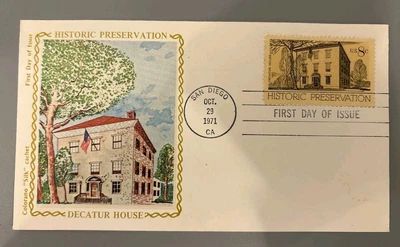 First Day of Issue
Colorano "Silk" Cachet
HISTORIC PRESERVATION
DECATUR HOUSE
SAN DIEGO
OCT.
29
1971
CA
US 8c
HISTORIC PRESERVATION
FIRST DAY OF ISSUE